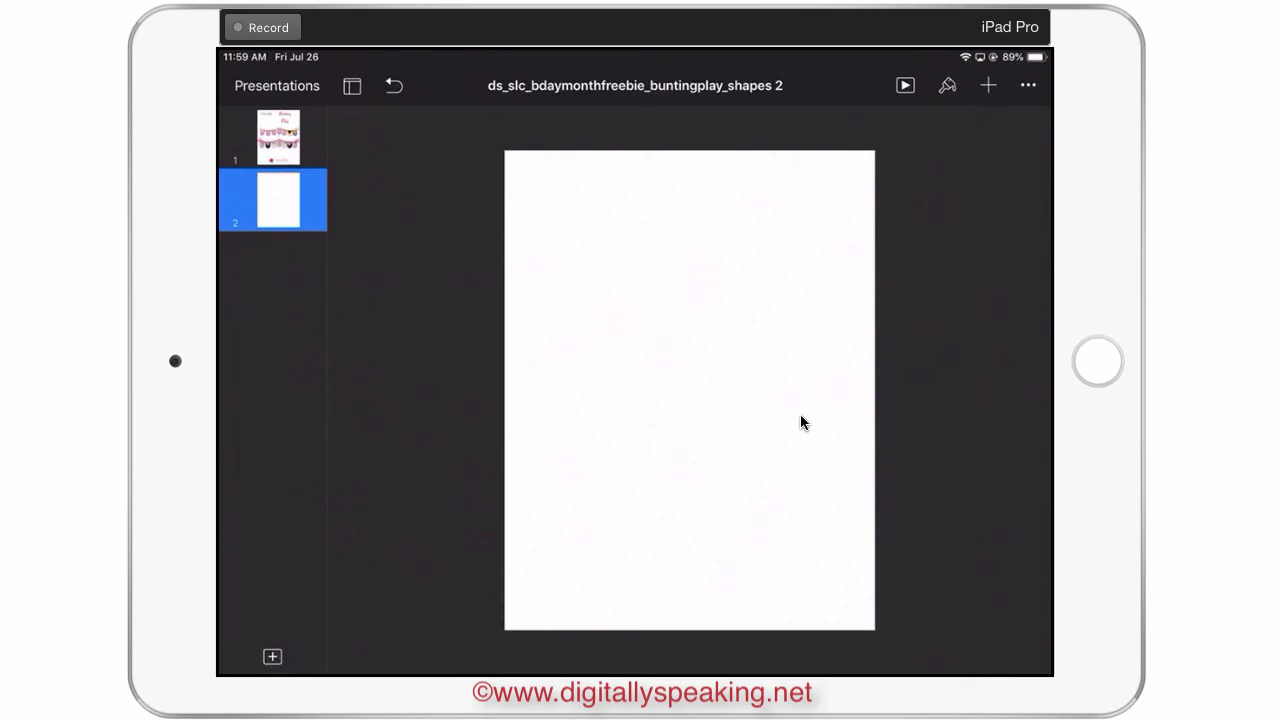 Record
iPad Pro
11:59 AM Fri Jul 26
89%
Presentations
ds_slc_bdaymonthfreebie_buntingplay_shapes 2
1
2
©www.digitallyspeaking.net